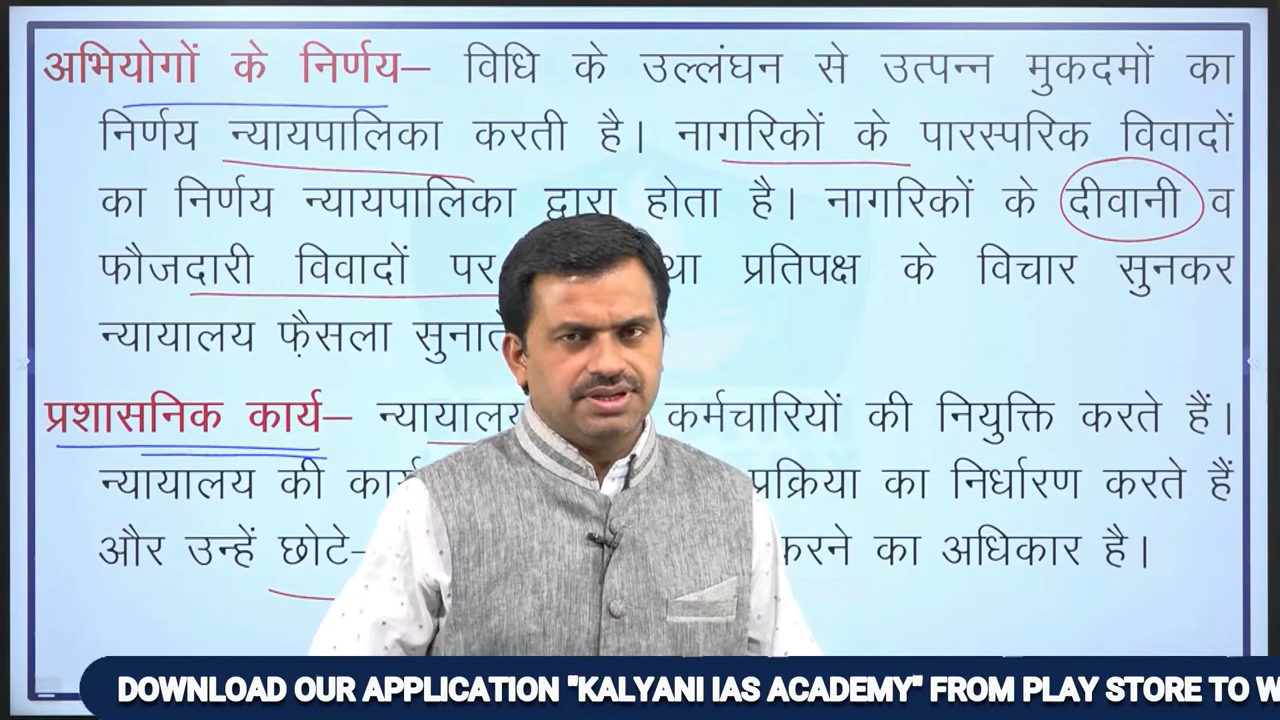 अभियोगों के निर्णय– विधि के उल्लंघन से उत्पन्न मुकदमों का
निर्णय न्यायपालिका करती है। नागरिकों के पारस्परिक विवादों
का निर्णय न्यायपालिका द्वारा होता है। नागरिकों के दीवानी व
फौजदारी विवादों पर प्रतिपक्ष के विचार सुनकर
न्यायालय फ़ैसला
प्रशासनिक कार्य– कर्मचारियों की नियुक्ति करते हैं।
न्यायालय की प्रक्रिया का निर्धारण करते हैं
और उन्हें छोटे– करने का अधिकार है।
DOWNLOAD OUR APPLICATION "KALYANI IAS ACADEMY" FROM PLAY STORE TO W